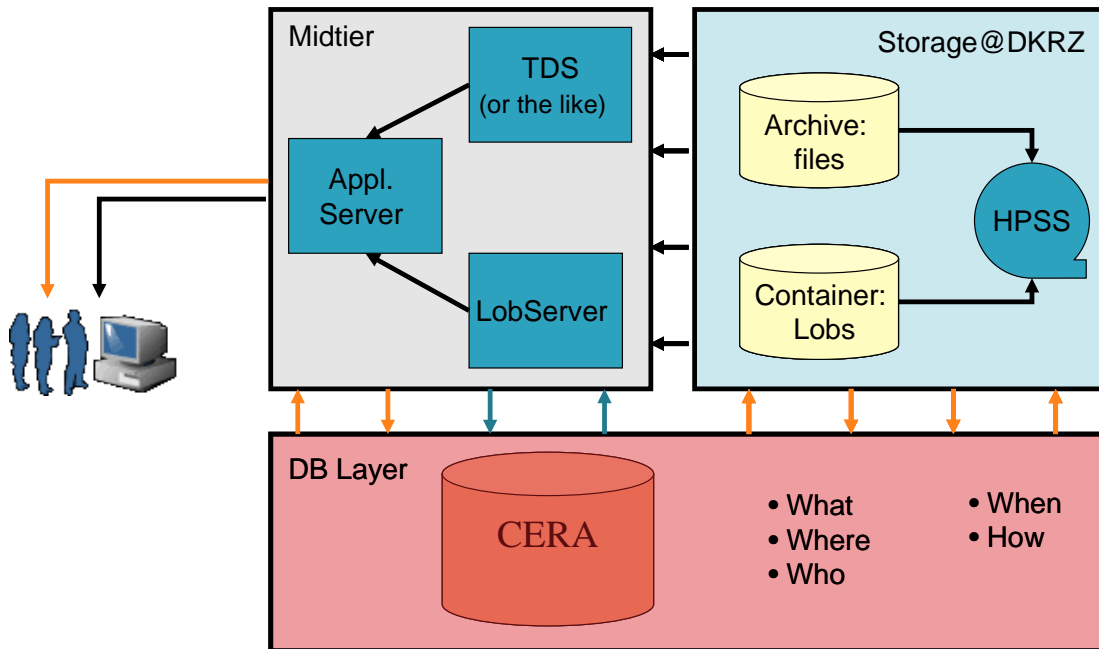 Midtier
TDS
(or the like)
Appl.
Server
LobServer
Storage@DKRZ
Archive:
files
HPSS
Container:
Lobs
DB Layer
CERA
• What
• Where
• Who
• When
• How